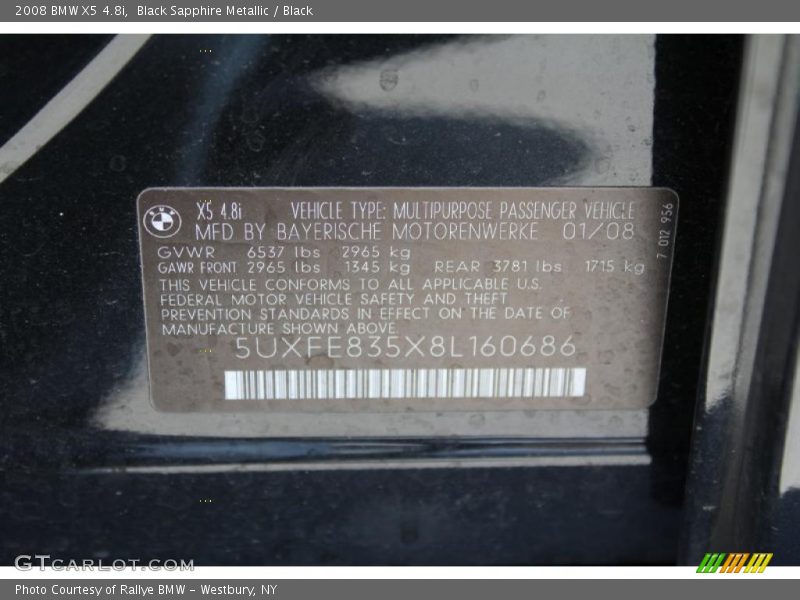 2008 BMW X5 4.8i, Black Sapphire Metallic / Black
X5 4.8i VEHICLE TYPE: MULTIPURPOSE PASSENGER VEHICLE
MFD BY BAYERISCHE MOTORENWERKE 01/08
GVWR 6537 lbs 2965 kg
GAWR FRONT 2965 lbs 1345 kg REAR 3781 lbs 1715 kg
THIS VEHICLE CONFORMS TO ALL APPLICABLE U.S.
FEDERAL MOTOR VEHICLE SAFETY AND THEFT
PREVENTION STANDARDS IN EFFECT ON THE DATE OF
MANUFACTURE SHOWN ABOVE.
5UXFE835X8L160686
7 012 956
GTCARLOT.COM
Photo Courtesy of Rallye BMW - Westbury, NY